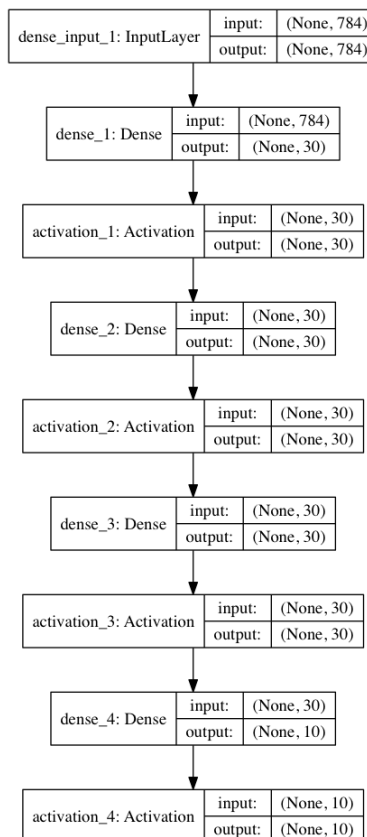 dense_input_1: InputLayer
input: (None, 784)
output: (None, 784)
dense_1: Dense
input: (None, 784)
output: (None, 30)
activation_1: Activation
input: (None, 30)
output: (None, 30)
dense_2: Dense
input: (None, 30)
output: (None, 30)
activation_2: Activation
input: (None, 30)
output: (None, 30)
dense_3: Dense
input: (None, 30)
output: (None, 30)
activation_3: Activation
input: (None, 30)
output: (None, 30)
dense_4: Dense
input: (None, 30)
output: (None, 10)
activation_4: Activation
input: (None, 10)
output: (None, 10)